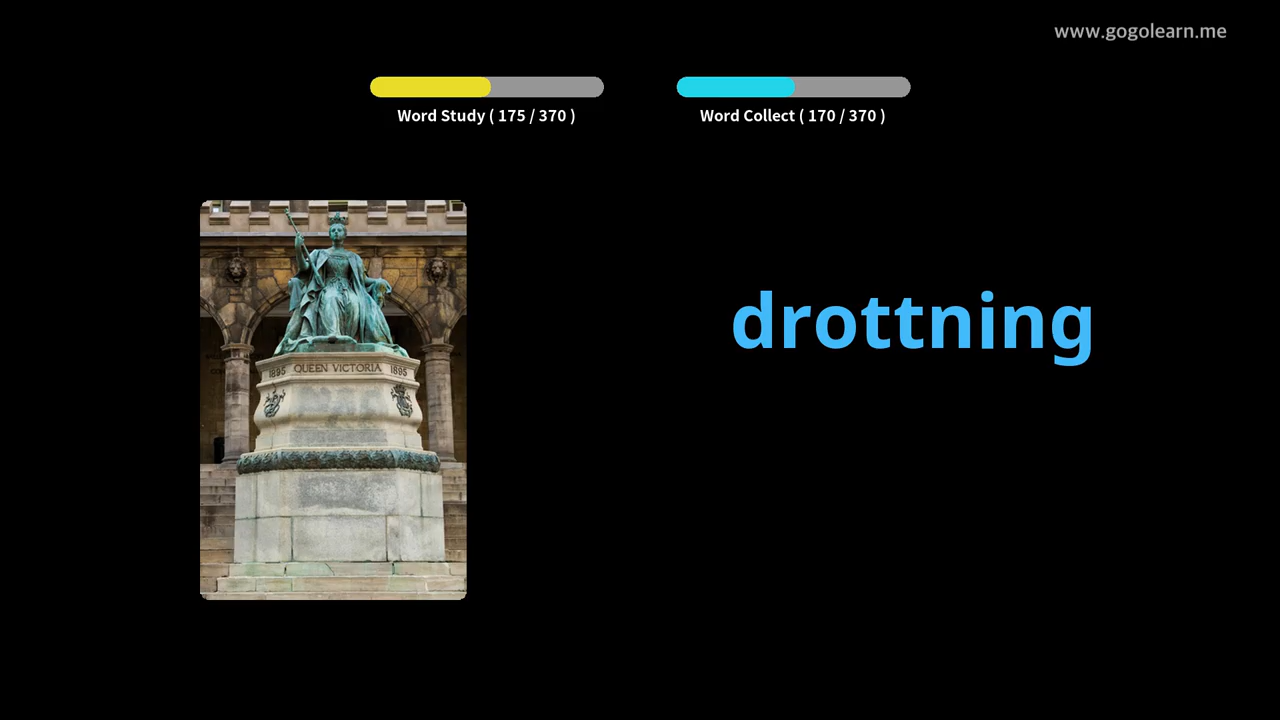 www.gogolearn.me
Word Study ( 175 / 370 )
Word Collect ( 170 / 370 )
drottning
1895 QUEEN VICTORIA 1895